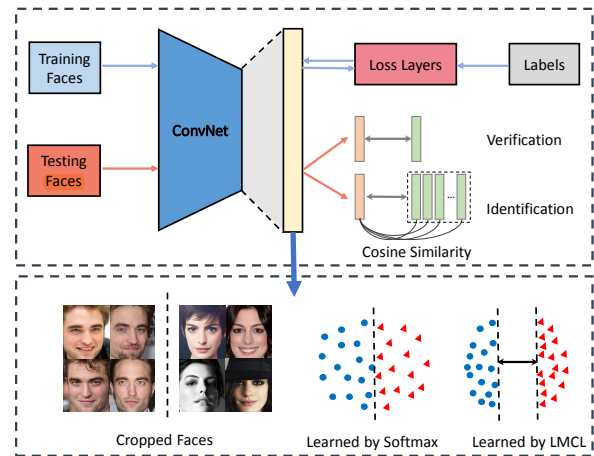 Training
Faces
Loss Layers
Labels
ConvNet
Testing
Faces
Verification
...
Identification
Cosine Similarity
Cropped Faces
Learned by Softmax
Learned by LMCL